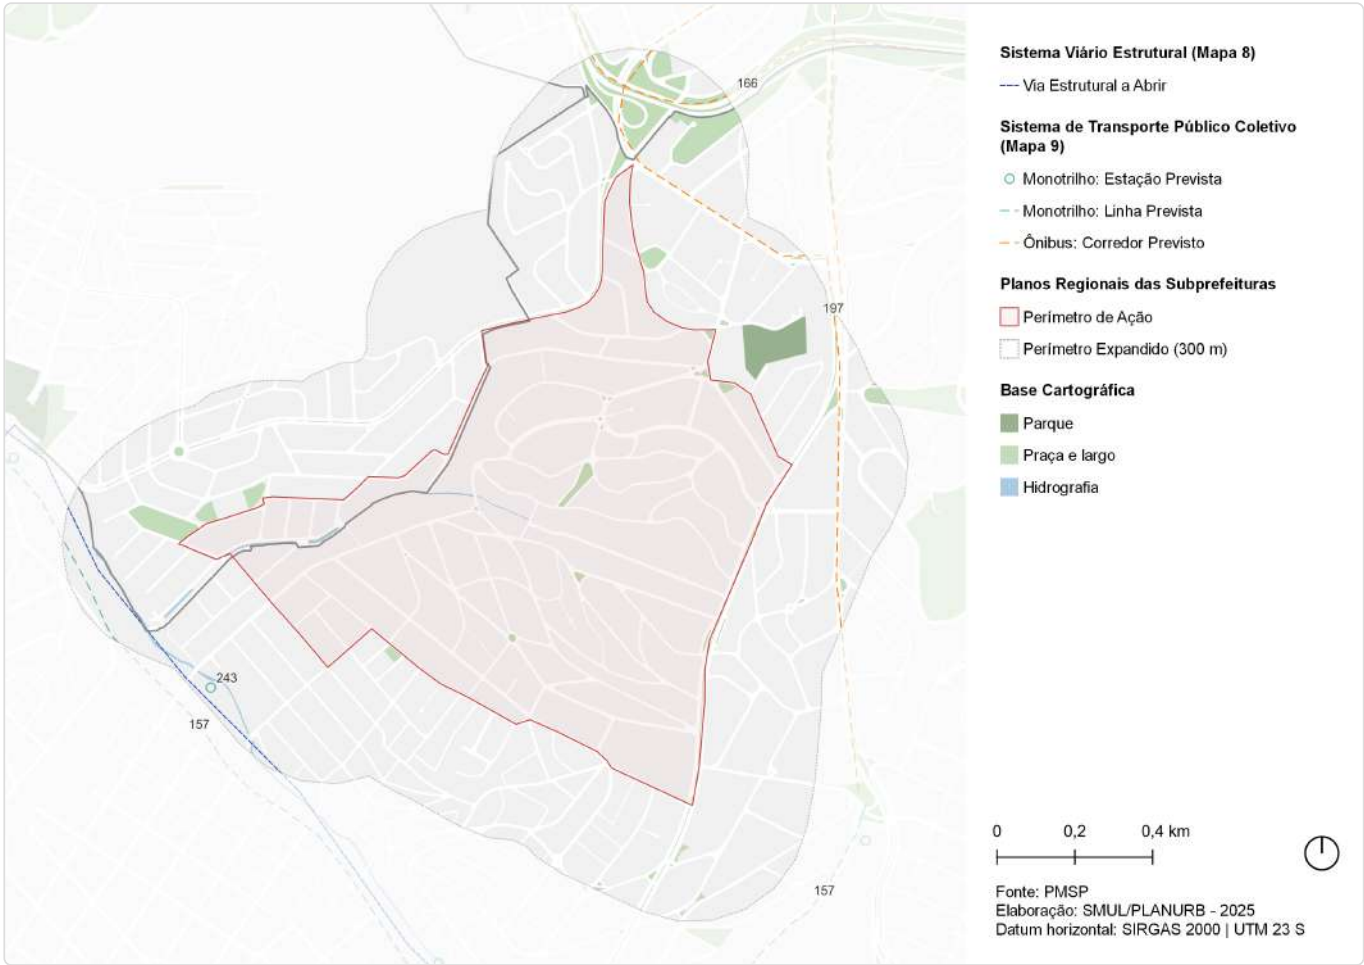 166
197
243
157
157
Sistema Viário Estrutural (Mapa 8)
Via Estrutural a Abrir
Sistema de Transporte Público Coletivo
(Mapa 9)
Monotrilho: Estação Prevista
Monotrilho: Linha Prevista
Ônibus: Corredor Previsto
Planos Regionais das Subprefeituras
Perímetro de Ação
Perímetro Expandido (300 m)
Base Cartográfica
Parque
Praça e largo
Hidrografia
0 0,2 0,4 km
Fonte: PMSP
Elaboração: SMUL/PLANURB - 2025
Datum horizontal: SIRGAS 2000 | UTM 23 S